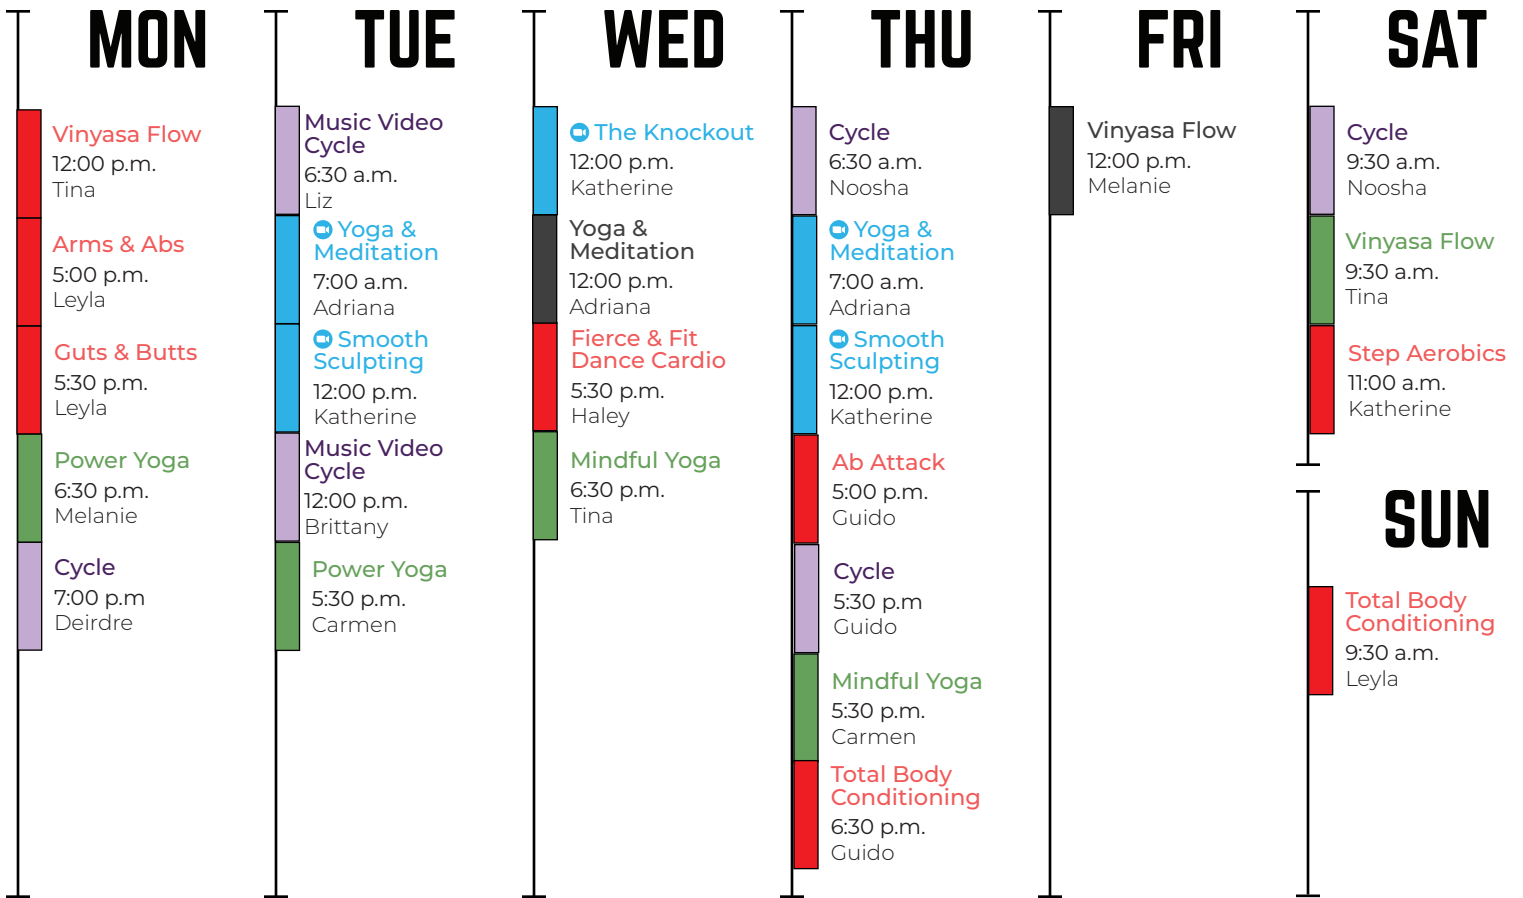 MON
Vinyasa Flow
12:00 p.m.
Tina
Arms & Abs
5:00 p.m.
Leyla
Guts & Butts
5:30 p.m.
Leyla
Power Yoga
6:30 p.m.
Melanie
Cycle
7:00 p.m
Deirdre
TUE
Music Video
Cycle
6:30 a.m.
Liz
Yoga &
Meditation
7:00 a.m.
Adriana
Smooth
Sculpting
12:00 p.m.
Katherine
Music Video
Cycle
12:00 p.m.
Brittany
Power Yoga
5:30 p.m.
Carmen
WED
The Knockout
12:00 p.m.
Katherine
Yoga &
Meditation
12:00 p.m.
Adriana
Fierce & Fit
Dance Cardio
5:30 p.m.
Haley
Mindful Yoga
6:30 p.m.
Tina
THU
Cycle
6:30 a.m.
Noosha
Yoga &
Meditation
7:00 a.m.
Adriana
Smooth
Sculpting
12:00 p.m.
Katherine
Ab Attack
5:00 p.m.
Guido
Cycle
5:30 p.m
Guido
Mindful Yoga
5:30 p.m.
Carmen
Total Body
Conditioning
6:30 p.m.
Guido
FRI
Vinyasa Flow
12:00 p.m.
Melanie
SAT
Cycle
9:30 a.m.
Noosha
Vinyasa Flow
9:30 a.m.
Tina
Step Aerobics
11:00 a.m.
Katherine
SUN
Total Body
Conditioning
9:30 a.m.
Leyla